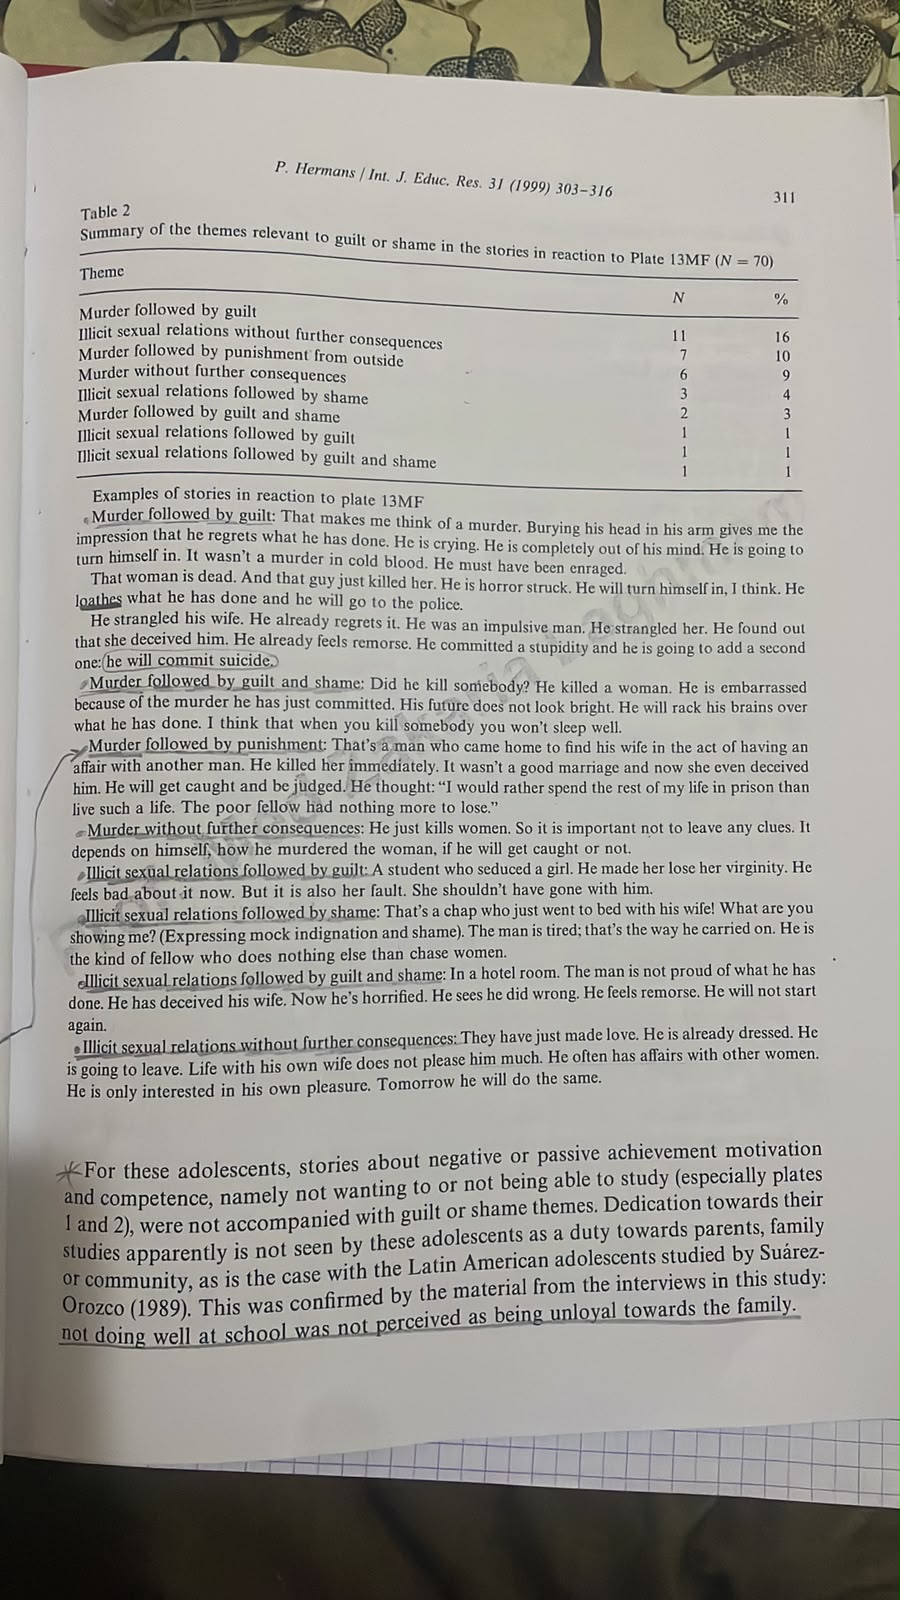 P. Hermans / Int. J. Educ. Res. 31 (1999) 303–316
311
Table 2
Summary of the themes relevant to guilt or shame in the stories in reaction to Plate 13MF (N = 70)
Theme N %
Murder followed by guilt 11 16
Illicit sexual relations without further consequences 7 10
Murder followed by punishment from outside 6 9
Murder without further consequences 3 4
Illicit sexual relations followed by shame 2 3
Murder followed by guilt and shame 1 1
Illicit sexual relations followed by guilt 1 1
Illicit sexual relations followed by guilt and shame 1 1
Examples of stories in reaction to plate 13MF
Murder followed by guilt: That makes me think of a murder. Burying his head in his arm gives me the
impression that he regrets what he has done. He is crying. He is completely out of his mind. He is going to
turn himself in. It wasn't a murder in cold blood. He must have been enraged.
That woman is dead. And that guy just killed her. He is horror struck. He will turn himself in, I think. He
loathes what he has done and he will go to the police.
He strangled his wife. He already regrets it. He was an impulsive man. He strangled her. He found out
that she deceived him. He already feels remorse. He committed a stupidity and he is going to add a second
one: he will commit suicide.
Murder followed by guilt and shame: Did he kill somebody? He killed a woman. He is embarrassed
because of the murder he has just committed. His future does not look bright. He will rack his brains over
what he has done. I think that when you kill somebody you won't sleep well.
Murder followed by punishment: That's a man who came home to find his wife in the act of having an
affair with another man. He killed her immediately. It wasn't a good marriage and now she even deceived
him. He will get caught and be judged. He thought: "I would rather spend the rest of my life in prison than
live such a life. The poor fellow had nothing more to lose."
Murder without further consequences: He just kills women. So it is important not to leave any clues. It
depends on himself, how he murdered the woman, if he will get caught or not.
Illicit sexual relations followed by guilt: A student who seduced a girl. He made her lose her virginity. He
feels bad about it now. But it is also her fault. She shouldn't have gone with him.
Illicit sexual relations followed by shame: That's a chap who just went to bed with his wife! What are you
showing me? (Expressing mock indignation and shame). The man is tired; that's the way he carried on. He is
the kind of fellow who does nothing else than chase women.
Illicit sexual relations followed by guilt and shame: In a hotel room. The man is not proud of what he has
done. He has deceived his wife. Now he's horrified. He sees he did wrong. He feels remorse. He will not start
again.
Illicit sexual relations without further consequences: They have just made love. He is already dressed. He
is going to leave. Life with his own wife does not please him much. He often has affairs with other women.
He is only interested in his own pleasure. Tomorrow he will do the same.
For these adolescents, stories about negative or passive achievement motivation
and competence, namely not wanting to or not being able to study (especially plates
1 and 2), were not accompanied with guilt or shame themes. Dedication towards their
studies apparently is not seen by these adolescents as a duty towards parents, family
or community, as is the case with the Latin American adolescents studied by Suárez-
Orozco (1989). This was confirmed by the material from the interviews in this study:
not doing well at school was not perceived as being unloyal towards the family.